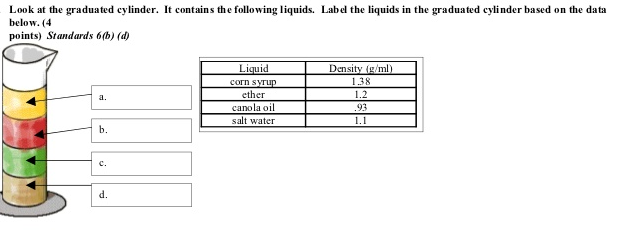 Look at the graduated cylinder. It contains the following liquids. Label the liquids in the graduated cylinder based on the data
below. (4
points) Standards 6(b) (d)
Liquid Density (g/ml)
corn syrup 1.38
ether 1.2
canola oil .93
salt water 1.1
a.
b.
c.
d.